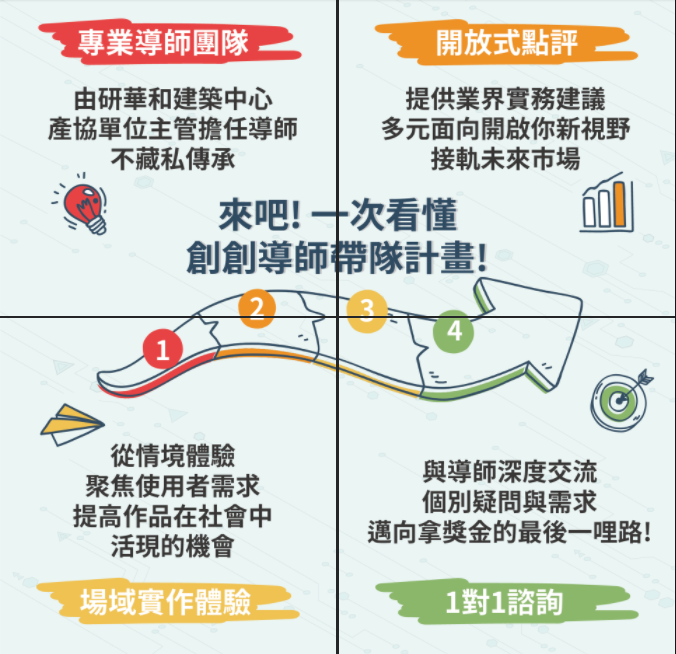 專業導師團隊
由研華和建築中心
產協單位主管擔任導師
不藏私傳承
開放式點評
提供業界實務建議
多元面向開啟你新視野
接軌未來市場
來吧! 一次看懂
創創導師帶隊計畫!
1
2
3
4
從情境體驗
聚焦使用者需求
提高作品在社會中
活現的機會
場域實作體驗
與導師深度交流
個別疑問與需求
邁向拿獎金的最後一哩路!
1對1諮詢